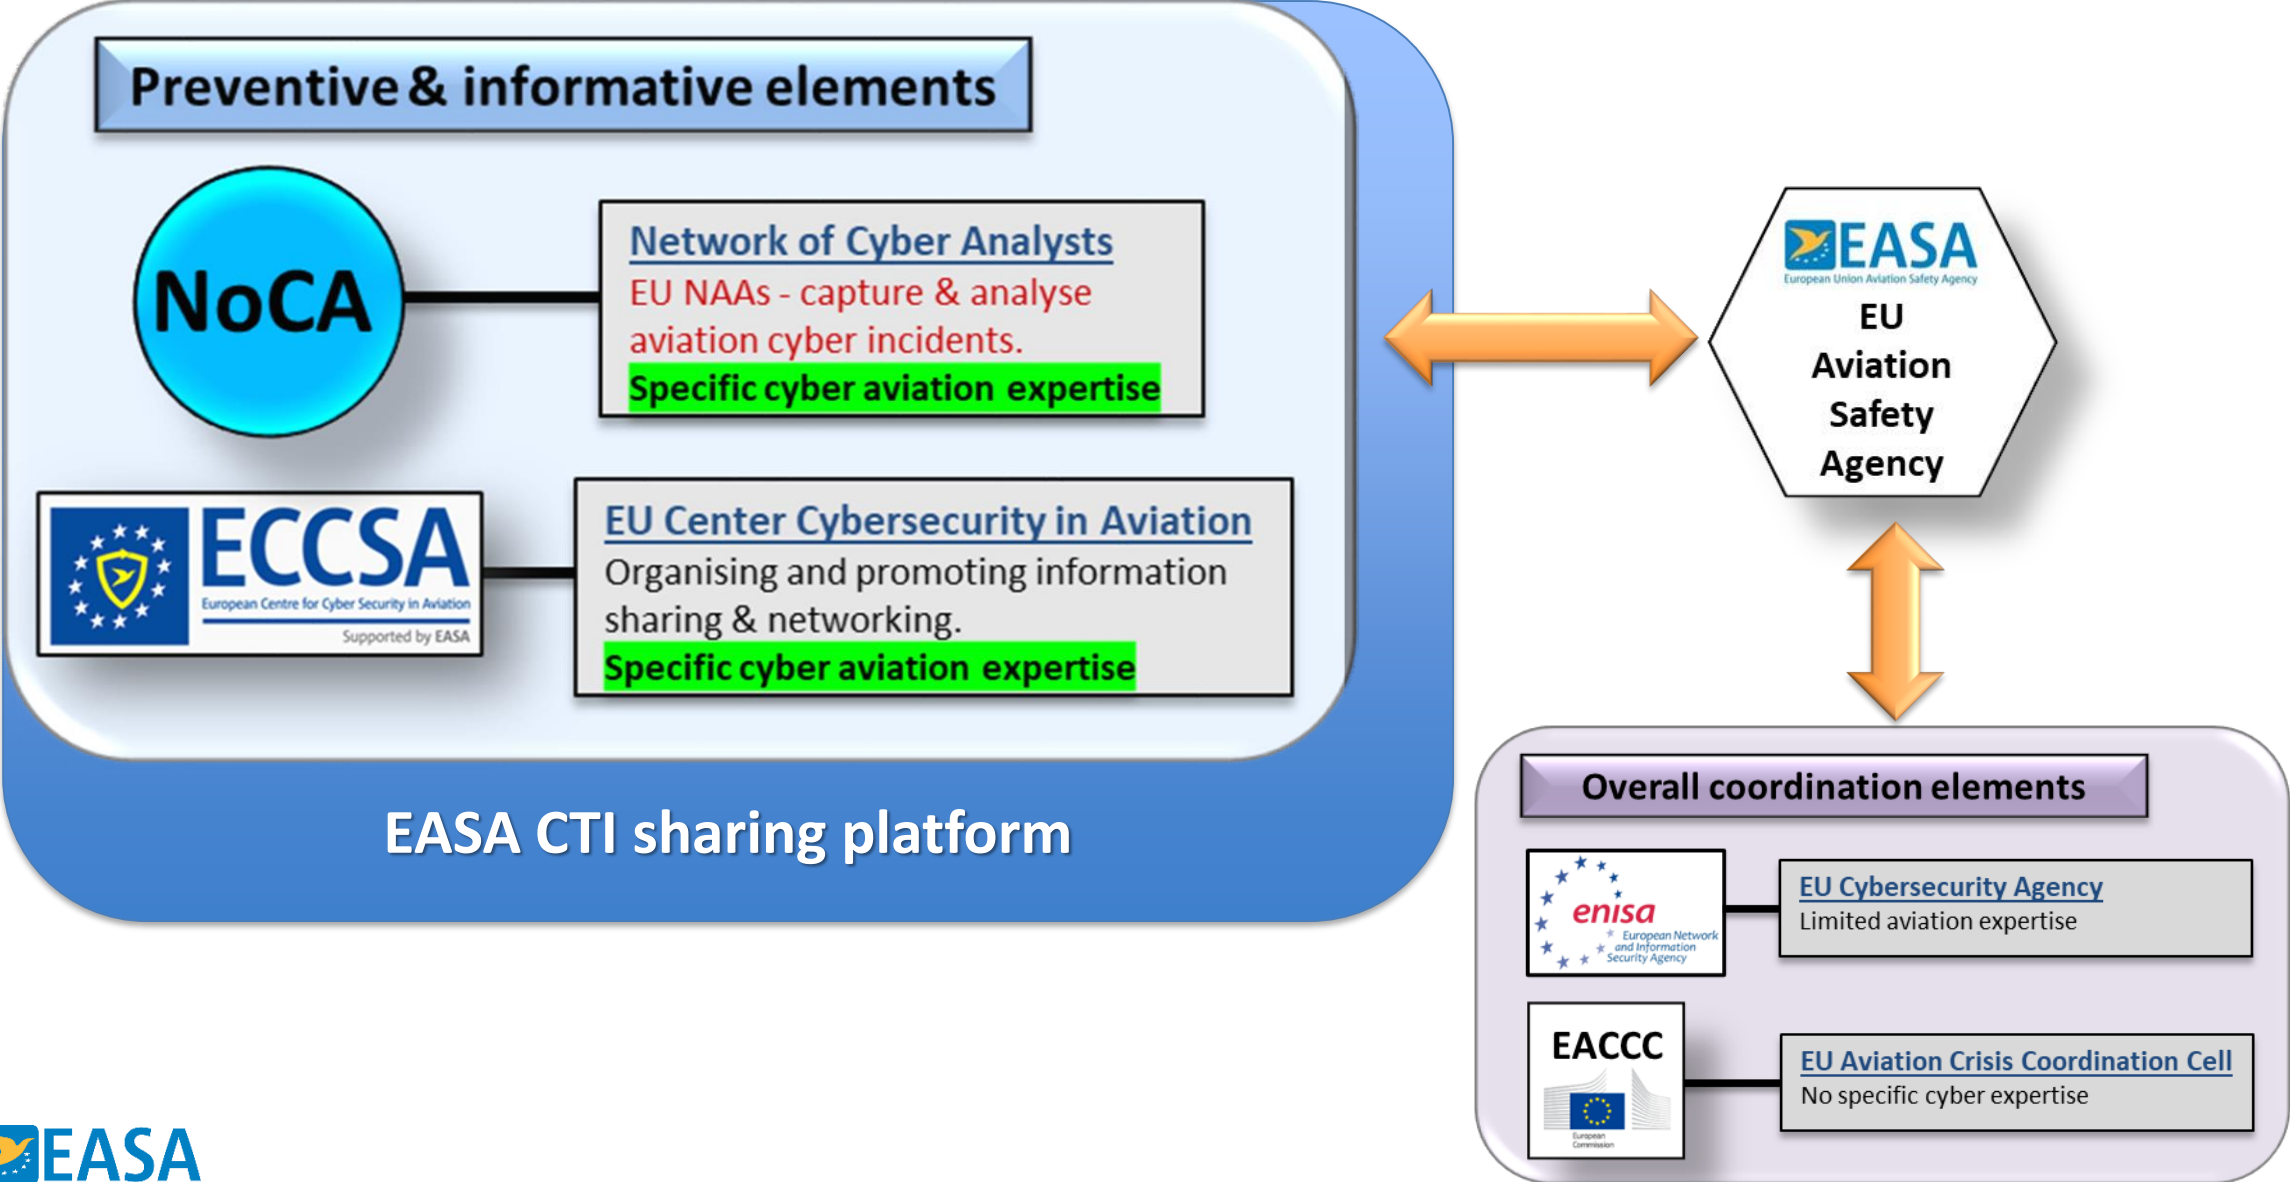 Preventive & informative elements
NoCA
Network of Cyber Analysts
EU NAAs - capture & analyse
aviation cyber incidents.
Specific cyber aviation expertise
ECCSA
European Centre for Cyber Security in Aviation
Supported by EASA
EU Center Cybersecurity in Aviation
Organising and promoting information
sharing & networking.
Specific cyber aviation expertise
EASA CTI sharing platform
EASA
European Union Aviation Safety Agency
EU
Aviation
Safety
Agency
Overall coordination elements
enisa
European Network
and Information
Security Agency
EU Cybersecurity Agency
Limited aviation expertise
EACCC
European
Commission
EU Aviation Crisis Coordination Cell
No specific cyber expertise
EASA